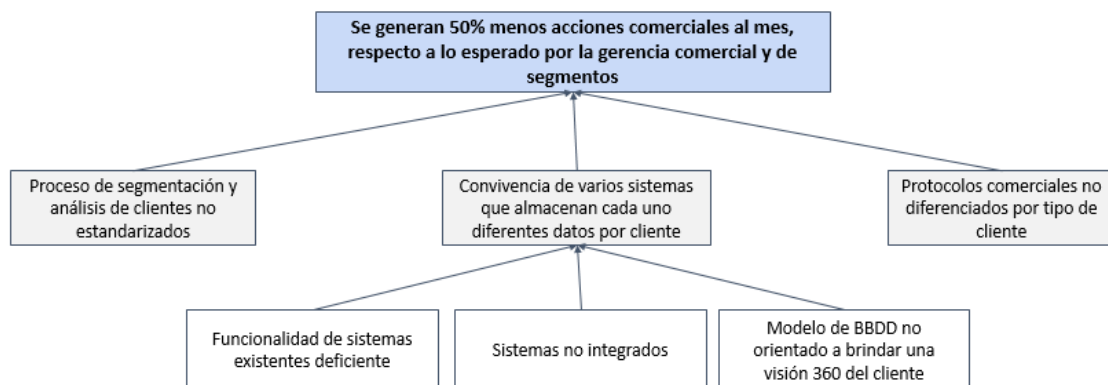 Se generan 50% menos acciones comerciales al mes,
respecto a lo esperado por la gerencia comercial y de
segmentos
Proceso de segmentación y
análisis de clientes no
estandarizados
Convivencia de varios sistemas
que almacenan cada uno
diferentes datos por cliente
Protocolos comerciales no
diferenciados por tipo de
cliente
Funcionalidad de sistemas
existentes deficiente
Sistemas no integrados
Modelo de BBDD no
orientado a brindar una
visión 360 del cliente